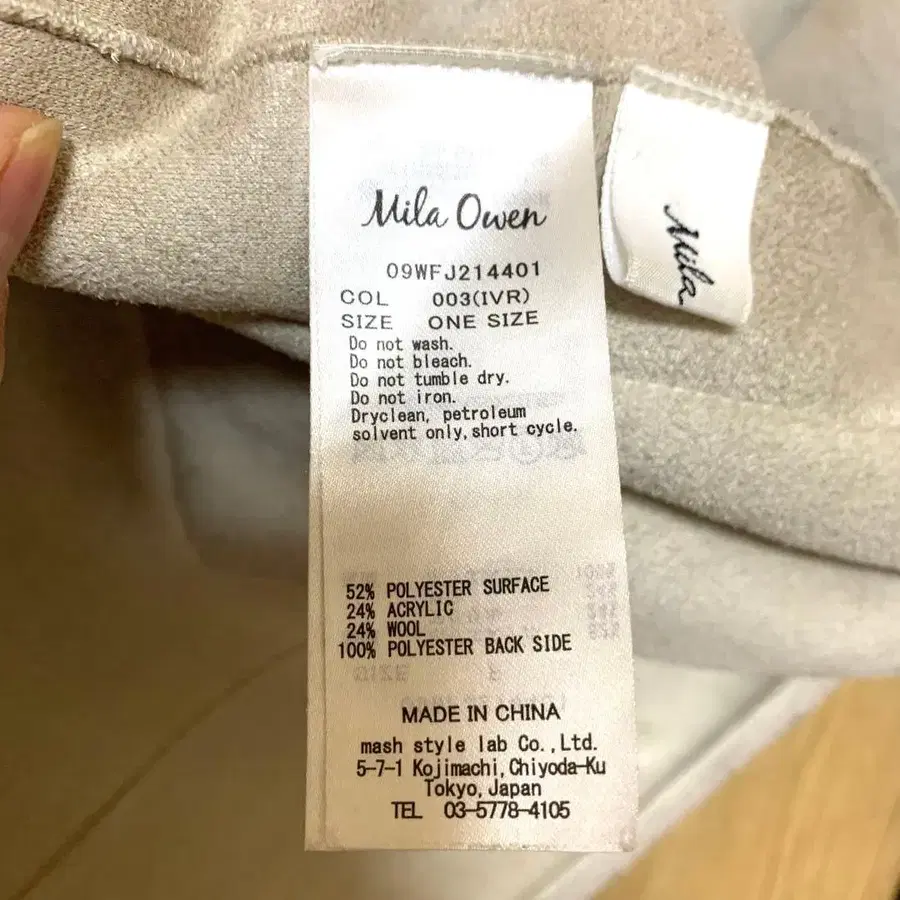 Mila Owen
09WFJ214401
COL 003(IVR)
SIZE ONE SIZE
Do not wash.
Do not bleach.
Do not tumble dry.
Do not iron.
Dryclean, petroleum
solvent only,short cycle.
52% POLYESTER SURFACE
24% ACRYLIC
24% WOOL
100% POLYESTER BACK SIDE
MADE IN CHINA
mash style lab Co.,Ltd.
5-7-1 Kojimachi,Chiyoda-Ku
Tokyo,Japan
TEL 03-5778-4105
Mila